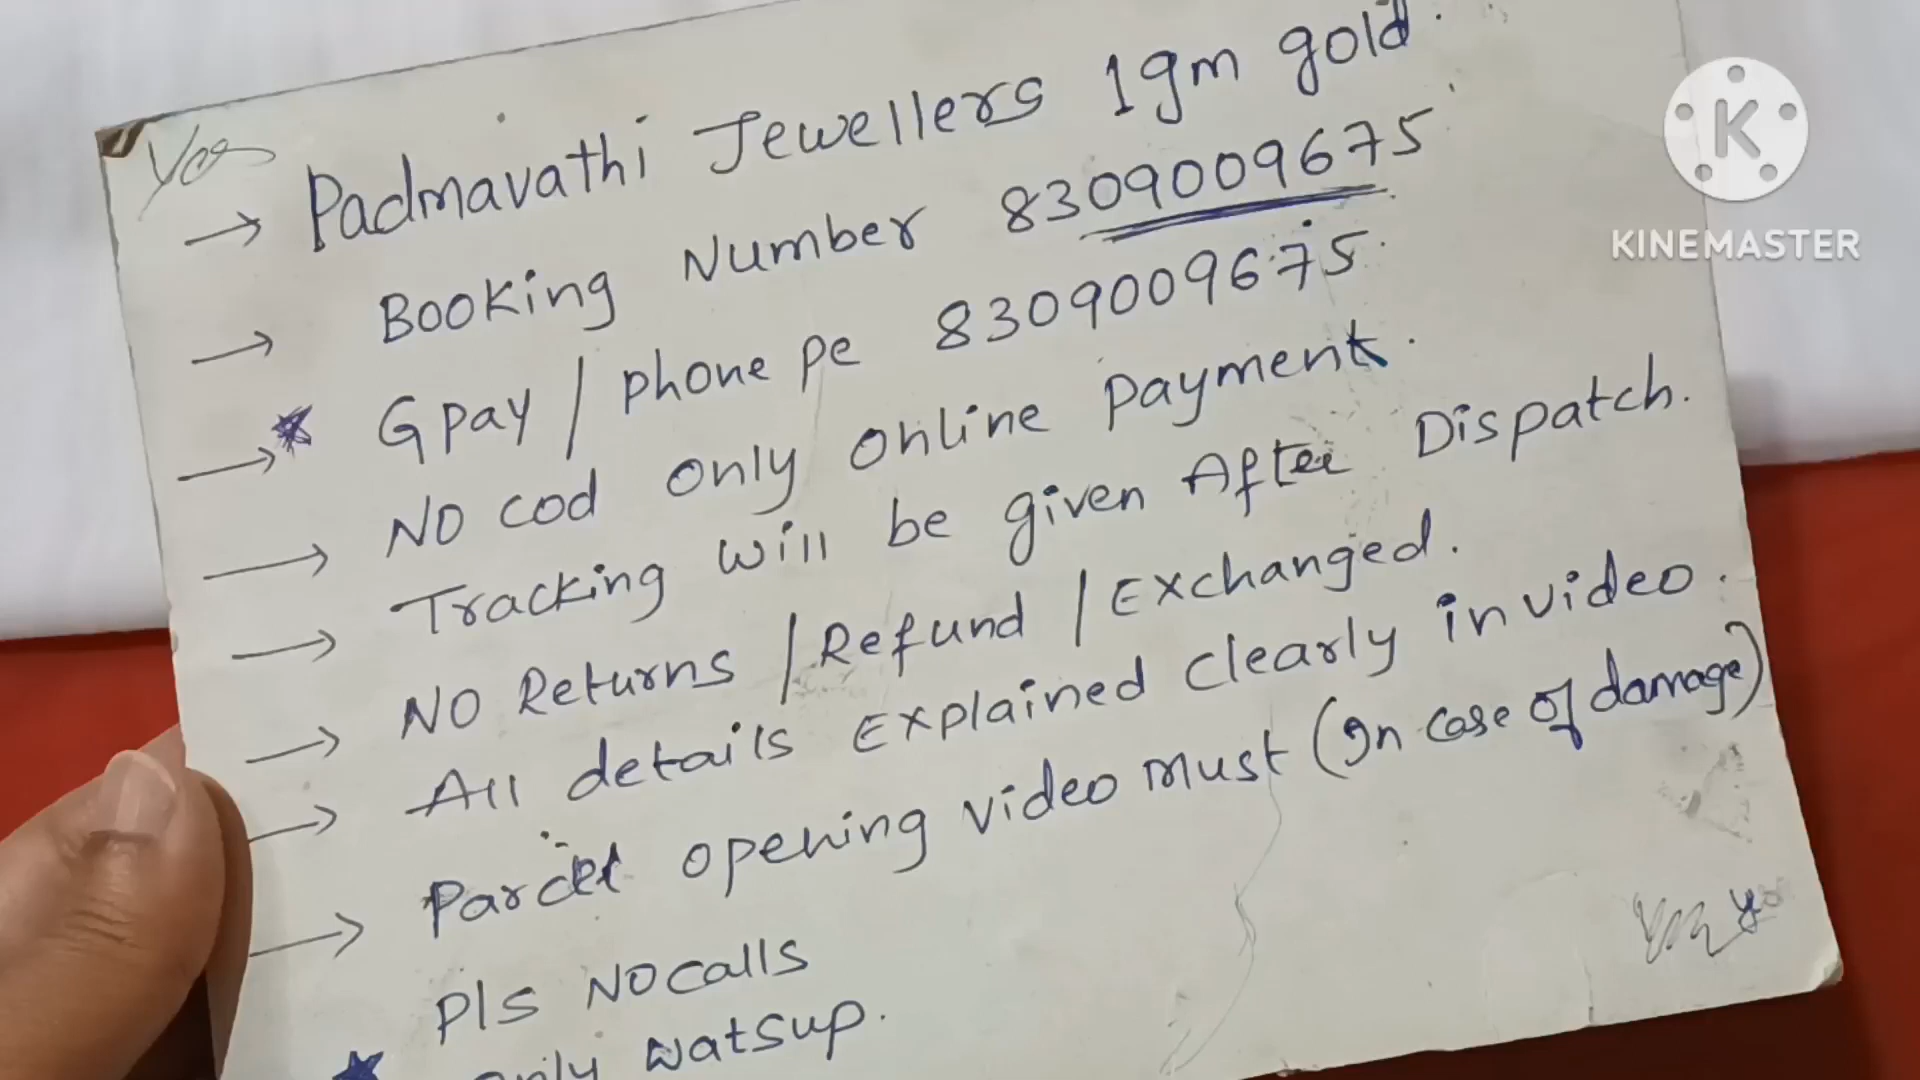 Padmavathi Jewellers 1gm gold.
Booking Number 8309009675
Gpay / phone pe 8309009675.
NO cod only online payment.
Tracking will be given After Dispatch.
NO Returns / Refund / Exchanged.
All details Explained clearly in video.
Parcel opening video must (In case of damage)
Pls NO calls
only watsup.
K
KINEMASTER